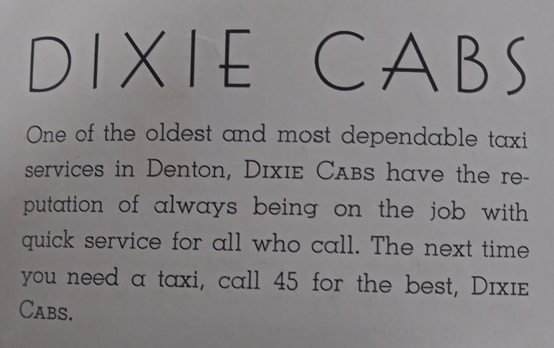 DIXIE CABS
One of the oldest and most dependable taxi
services in Denton, DIXIE CABS have the re-
putation of always being on the job with
quick service for all who call. The next time
you need a taxi, call 45 for the best, DIXIE
CABS.